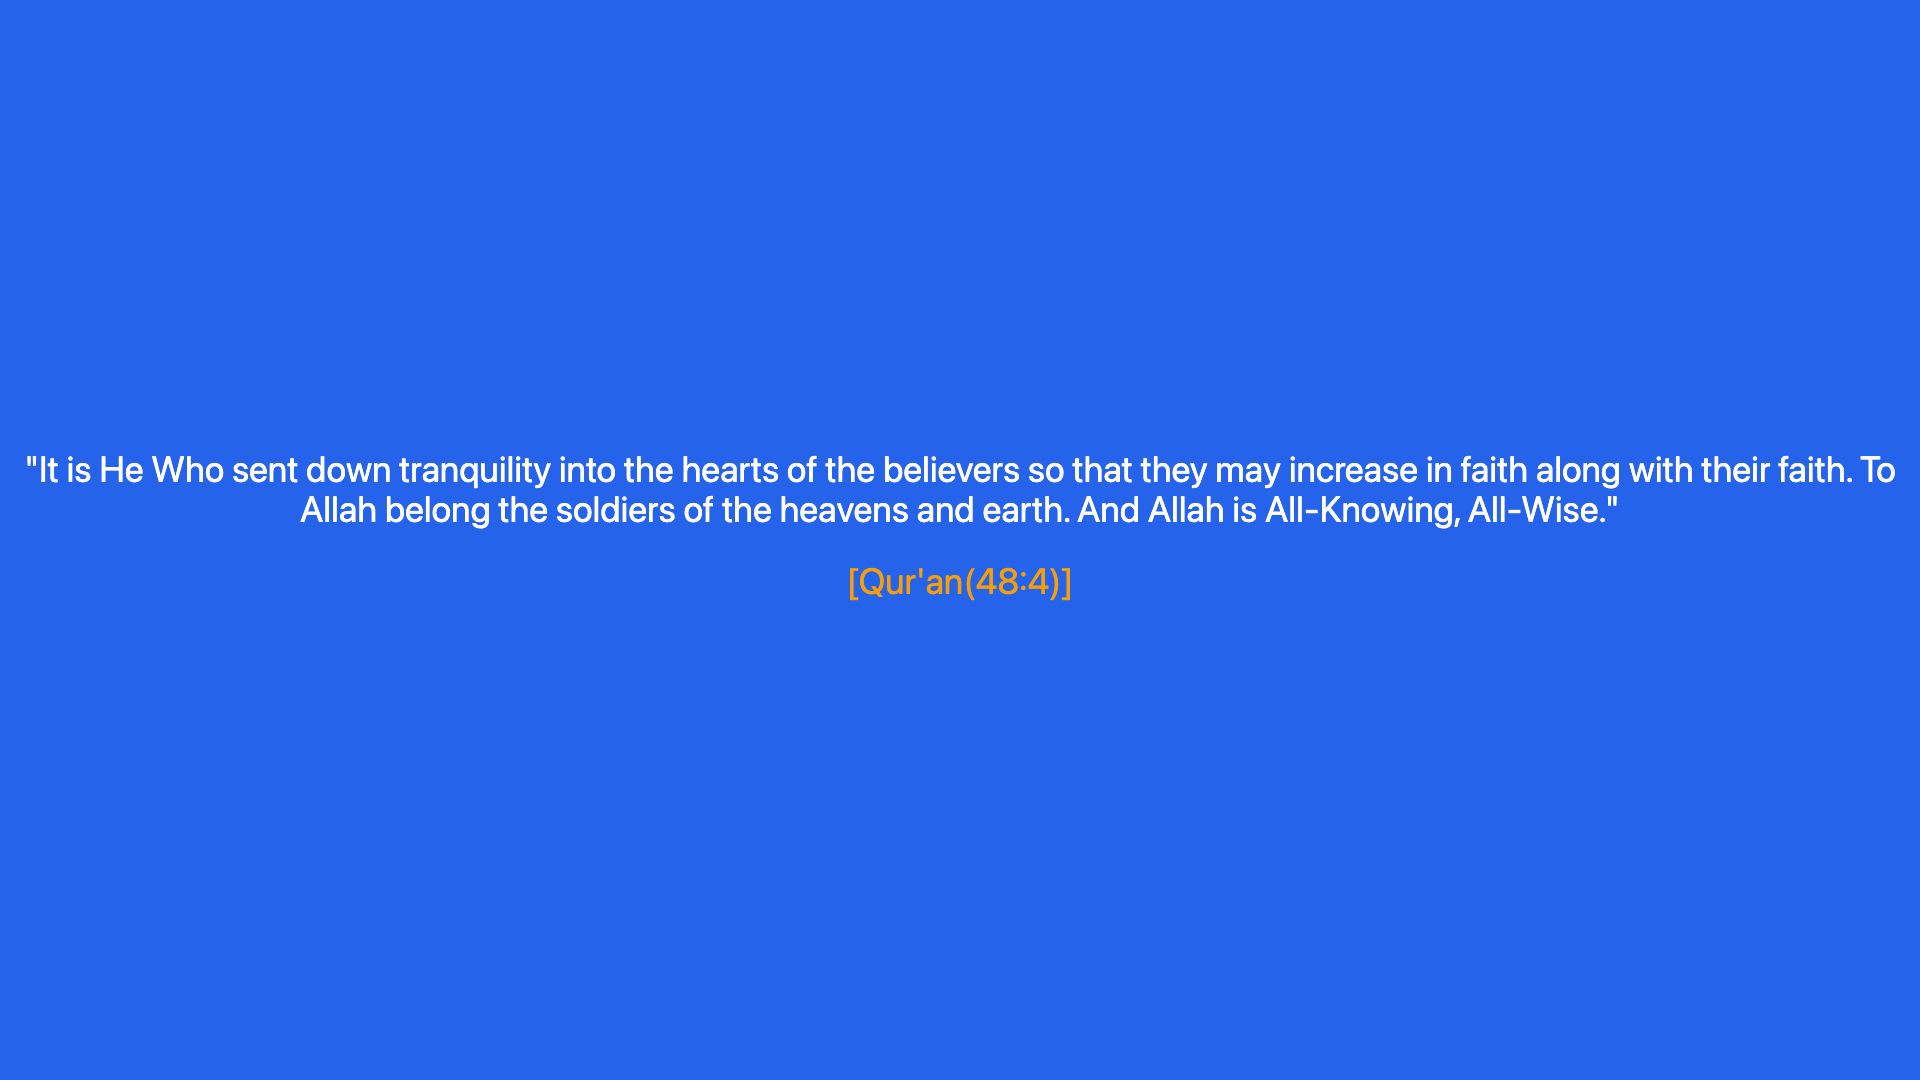 "It is He Who sent down tranquility into the hearts of the believers so that they may increase in faith along with their faith. To
Allah belong the soldiers of the heavens and earth. And Allah is All-Knowing, All-Wise."
[Qur'an(48:4)]